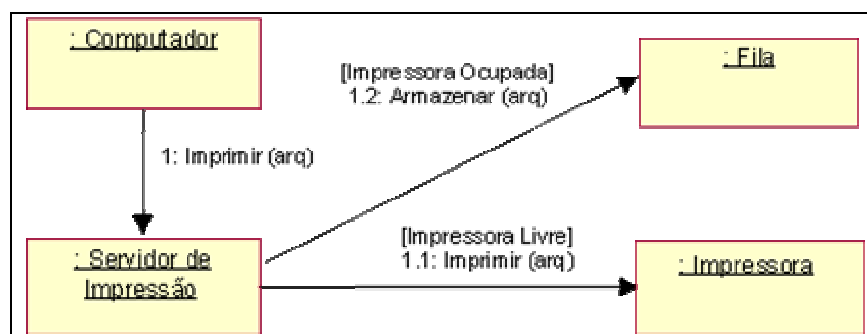 : Computador
[Impressora Ocupada]
1.2: Armazenar (arq)
: Fila
1: Imprimir (arq)
: Servidor de
Impressão
[Impressora Livre]
1.1: Imprimir (arq)
: Impressora